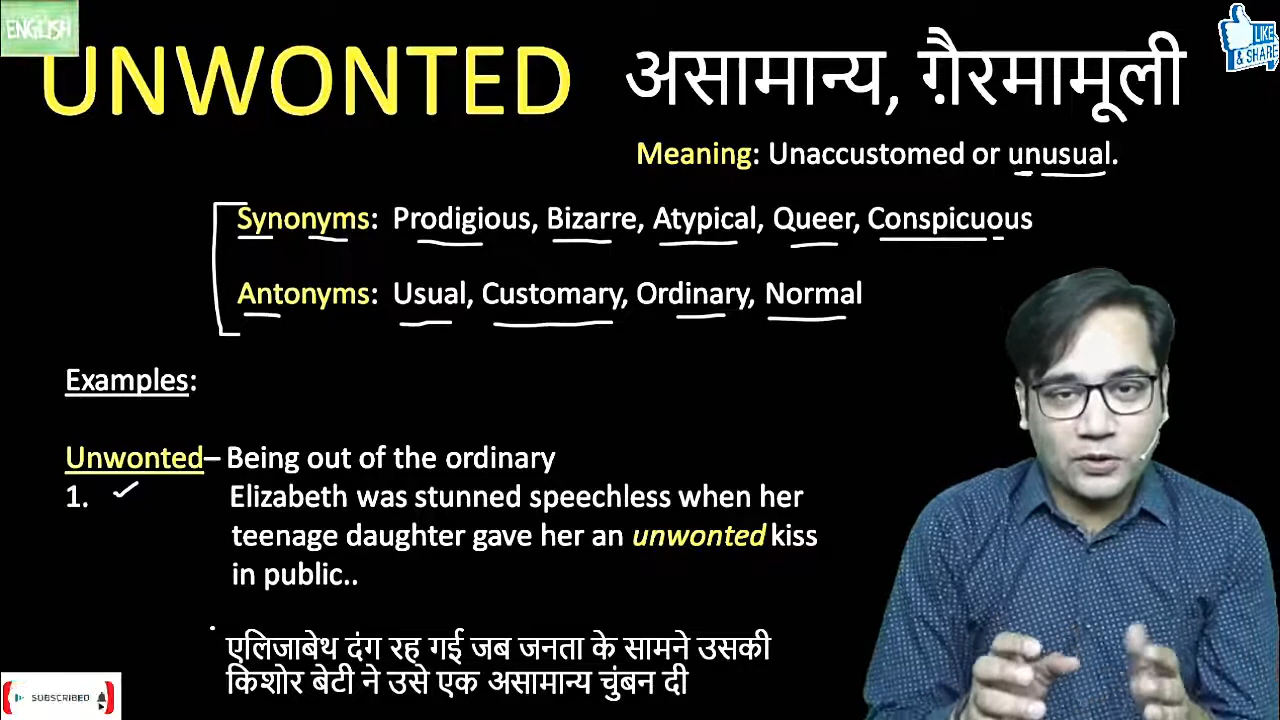 ENGLISH
LIKE
& SHARE
UNWONTED असामान्य, ग़ैरमामूली
Meaning: Unaccustomed or unusual.
Synonyms: Prodigious, Bizarre, Atypical, Queer, Conspicuous
Antonyms: Usual, Customary, Ordinary, Normal
Examples:
Unwonted– Being out of the ordinary
1. Elizabeth was stunned speechless when her
teenage daughter gave her an unwonted kiss
in public..
एलिजाबेथ दंग रह गई जब जनता के सामने उसकी
किशोर बेटी ने उसे एक असामान्य चुंबन दी
SUBSCRIBED